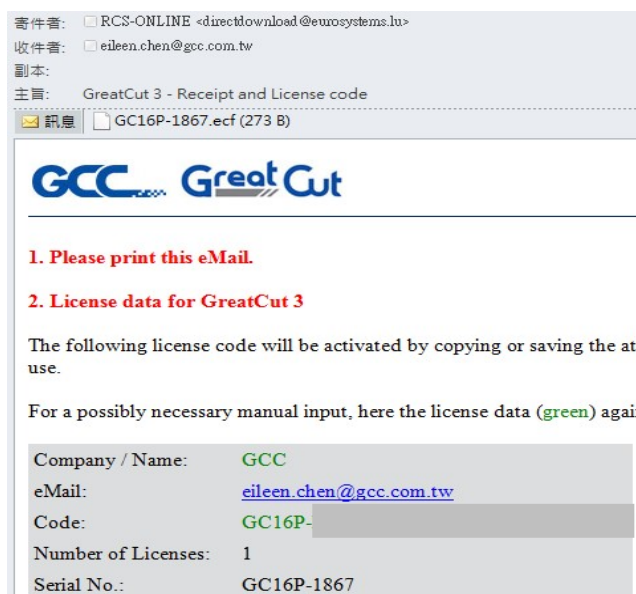 寄件者: RCS-ONLINE <directdownload@eurosystems.lu>
收件者: eileen.chen@gcc.com.tw
副本:
主旨: GreatCut 3 - Receipt and License code
訊息 GC16P-1867.ecf (273 B)
GCC GreatCut
1. Please print this eMail.
2. License data for GreatCut 3
The following license code will be activated by copying or saving the at
use.
For a possibly necessary manual input, here the license data (green) agai
Company / Name: GCC
eMail: eileen.chen@gcc.com.tw
Code: GC16P-
Number of Licenses: 1
Serial No.: GC16P-1867